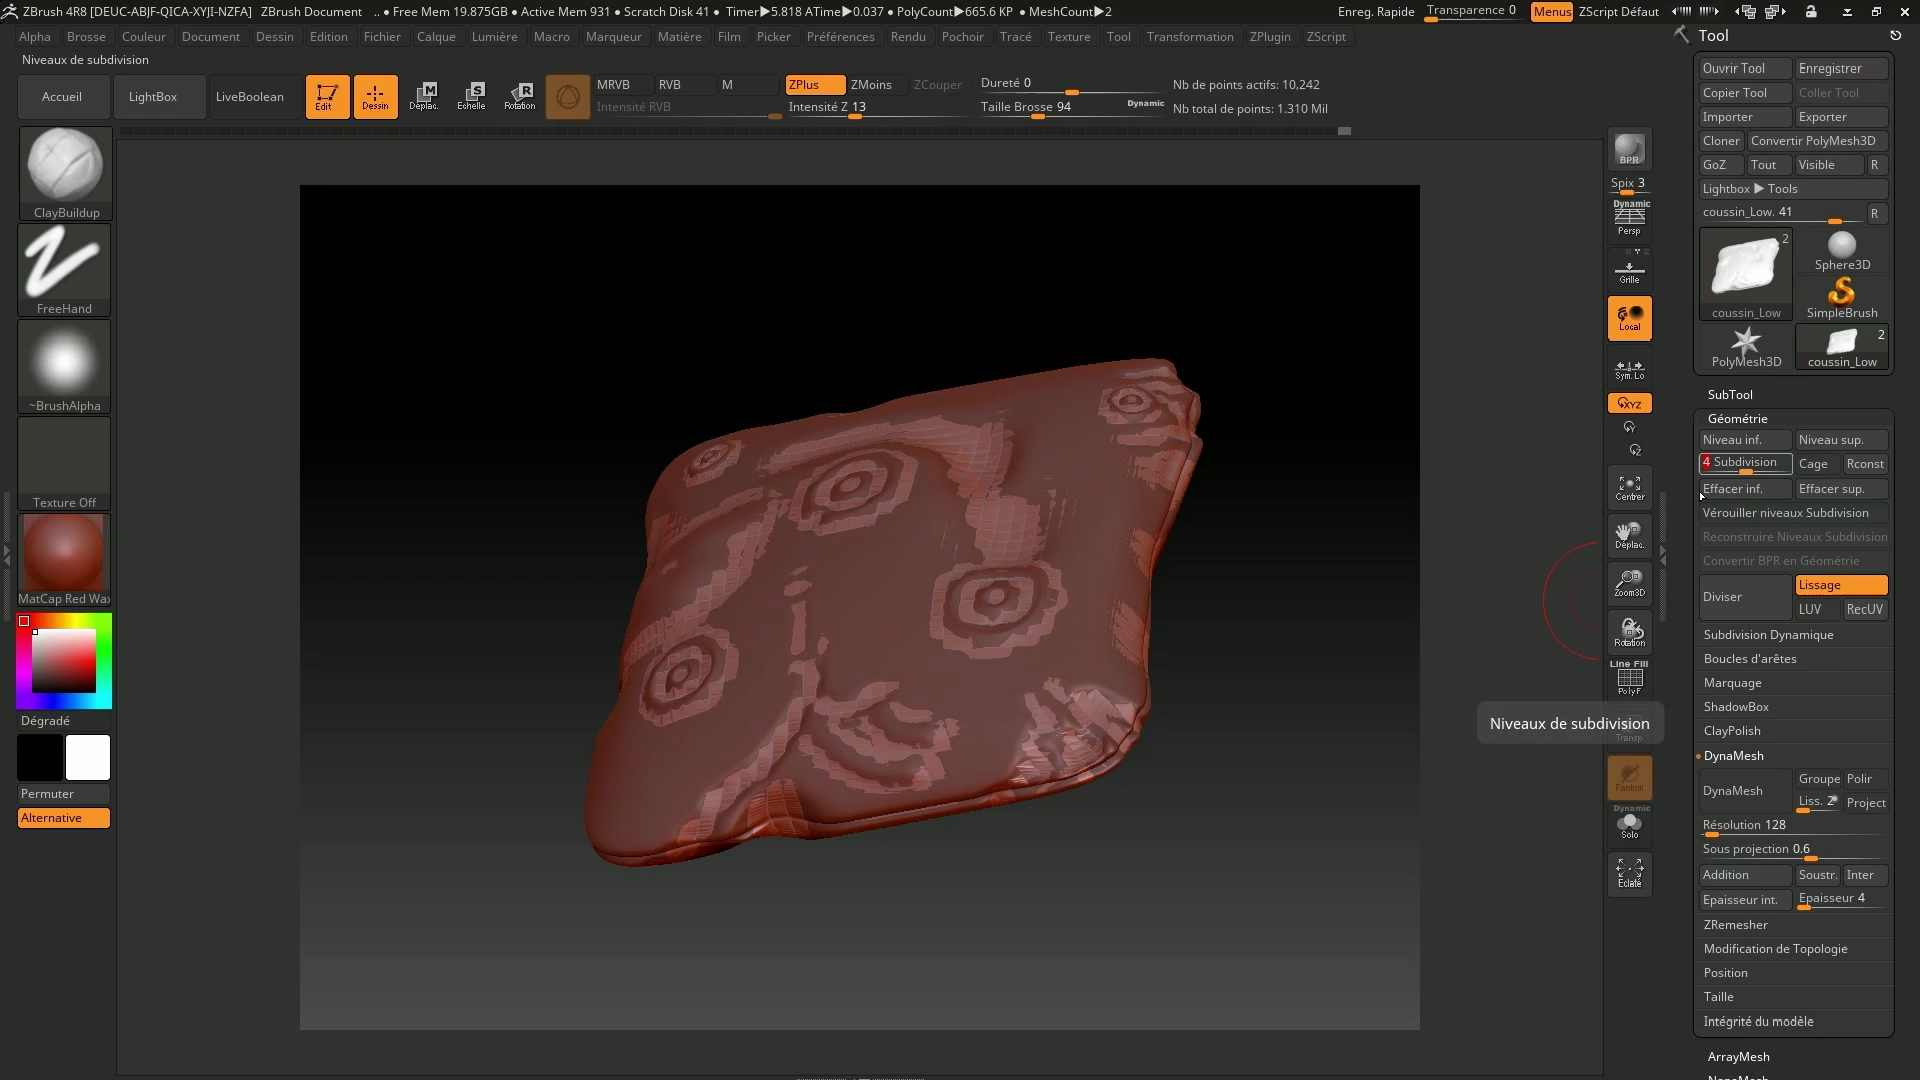 ZBrush 4R8 [DEUC-ABJF-QICA-XYJI-NZFA] ZBrush Document .. • Free Mem 19.875GB • Active Mem 931 • Scratch Disk 41 • Timer▶5.818 ATime▶0.037 • PolyCount▶665.6 KP • MeshCount▶2 Enreg. Rapide Transparence 0 Menus ZScript Défaut
Alpha Brosse Couleur Document Dessin Edition Fichier Calque Lumière Macro Marqueur Matière Film Picker Préférences Rendu Pochoir Tracé Texture Tool Transformation ZPlugin ZScript
Niveaux de subdivision
Accueil LightBox LiveBoolean Edit Dessin Déplac. Echelle Rotation
MRVB RVB M ZPlus ZMoins ZCouper Dureté 0 Nb de points actifs: 10,242
Intensité RVB Intensité Z 13 Taille Brosse 94 Dynamic Nb total de points: 1.310 Mil
ClayBuildup
FreeHand
~BrushAlpha
Texture Off
MatCap Red Wax
Dégradé
Permuter
Alternative
BPR
Spix 3
Dynamic
Persp
Grille
Local
Sym. Lo
XYZ
Y
Z
Centrer
Déplac.
Zoom3D
Rotation
Line Fill
PolyF
Niveaux de subdivision
Transp
Fantom
Dynamic
Solo
Eclaté
Tool
Ouvrir Tool Enregistrer
Copier Tool Coller Tool
Importer Exporter
Cloner Convertir PolyMesh3D
GoZ Tout Visible R
Lightbox ▶ Tools
coussin_Low. 41 R
2
coussin_Low
Sphere3D
SimpleBrush
PolyMesh3D
2
coussin_Low
SubTool
Géométrie
Niveau inf. Niveau sup.
4 Subdivision Cage Rconst
Effacer inf. Effacer sup.
Vérouiller niveaux Subdivision
Reconstruire Niveaux Subdivision
Convertir BPR en Géométrie
Diviser Lissage
LUV RecUV
Subdivision Dynamique
Boucles d'arêtes
Marquage
ShadowBox
ClayPolish
DynaMesh
DynaMesh Groupe Polir
Liss. 2 Project
Résolution 128
Sous projection 0.6
Addition Soustr. Inter
Epaisseur int. Epaisseur 4
ZRemesher
Modification de Topologie
Position
Taille
Intégrité du modèle
ArrayMesh